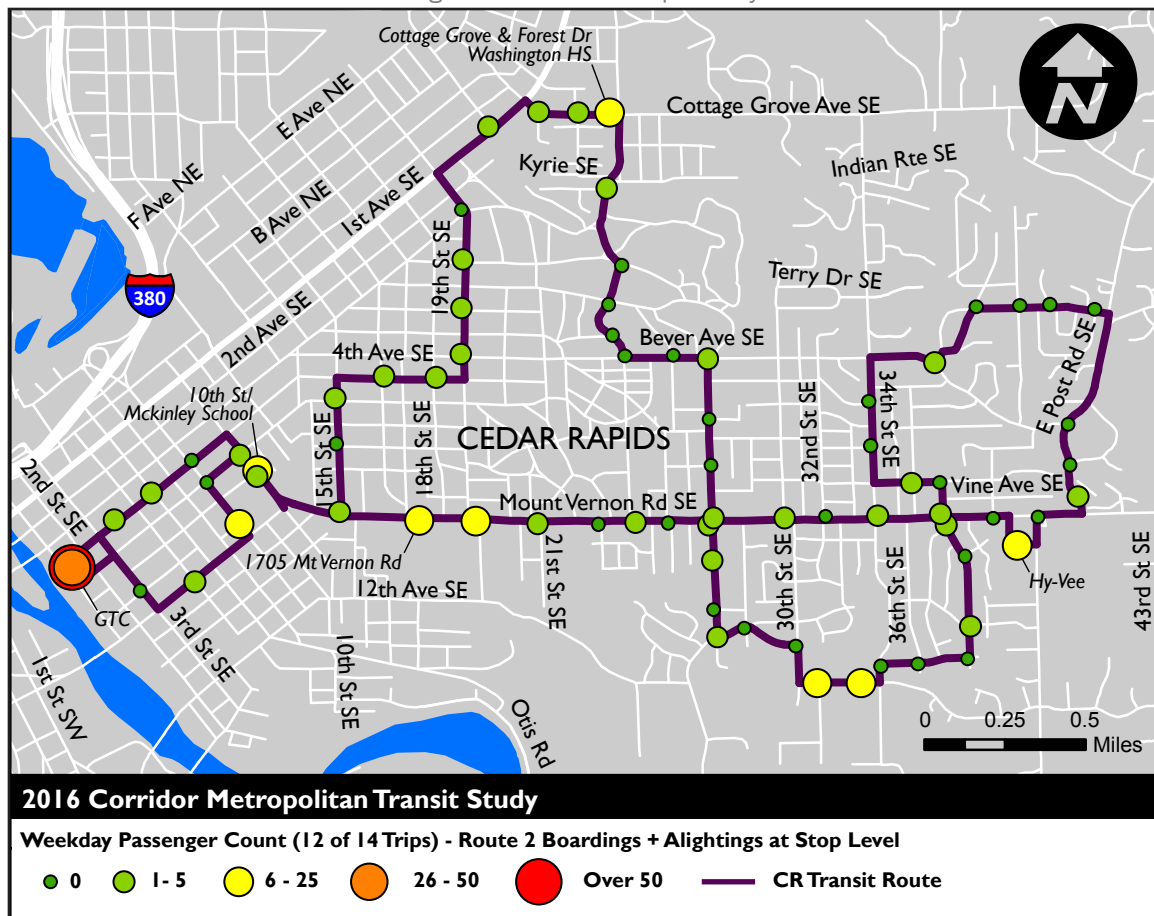 Cottage Grove & Forest Dr
Washington HS
Cottage Grove Ave SE
E Ave NE
Kyrie SE
Indian Rte SE
F Ave NE
B Ave NE
1st Ave SE
19th St SE
Terry Dr SE
380
2nd Ave SE
4th Ave SE
Bever Ave SE
E Post Rd SE
10th St/
Mckinley School
34th St SE
32nd St SE
CEDAR RAPIDS
15th St SE
18th St SE
2nd St SE
Mount Vernon Rd SE
Vine Ave SE
1705 Mt Vernon Rd
21st St SE
12th Ave SE
30th St SE
36th St SE
Hy-Vee
43rd St SE
GTC
3rd St SE
1st St SW
10th St SE
Otis Rd
N
0 0.25 0.5
Miles
2016 Corridor Metropolitan Transit Study
Weekday Passenger Count (12 of 14 Trips) - Route 2 Boardings + Alightings at Stop Level
0 1-5 6 - 25 26 - 50 Over 50 CR Transit Route